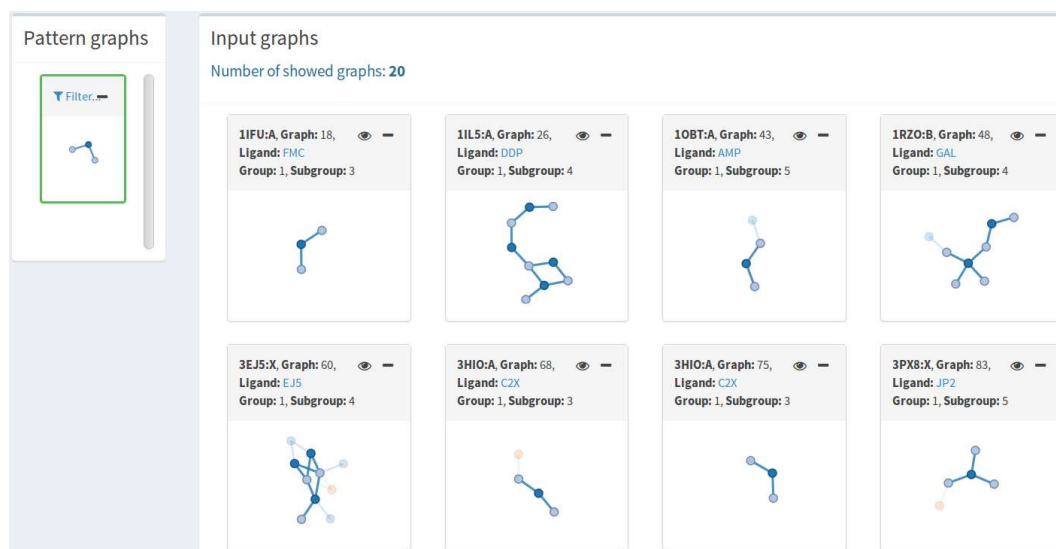 Pattern graphs
Filter...
Input graphs
Number of showed graphs: 20
1IFU:A, Graph: 18,
Ligand: FMC
Group: 1, Subgroup: 3
1IL5:A, Graph: 26,
Ligand: DDP
Group: 1, Subgroup: 4
1OBT:A, Graph: 43,
Ligand: AMP
Group: 1, Subgroup: 5
1RZO:B, Graph: 48,
Ligand: GAL
Group: 1, Subgroup: 4
3EJ5:X, Graph: 60,
Ligand: EJ5
Group: 1, Subgroup: 4
3HIO:A, Graph: 68,
Ligand: C2X
Group: 1, Subgroup: 3
3HIO:A, Graph: 75,
Ligand: C2X
Group: 1, Subgroup: 3
3PX8:X, Graph: 83,
Ligand: JP2
Group: 1, Subgroup: 5